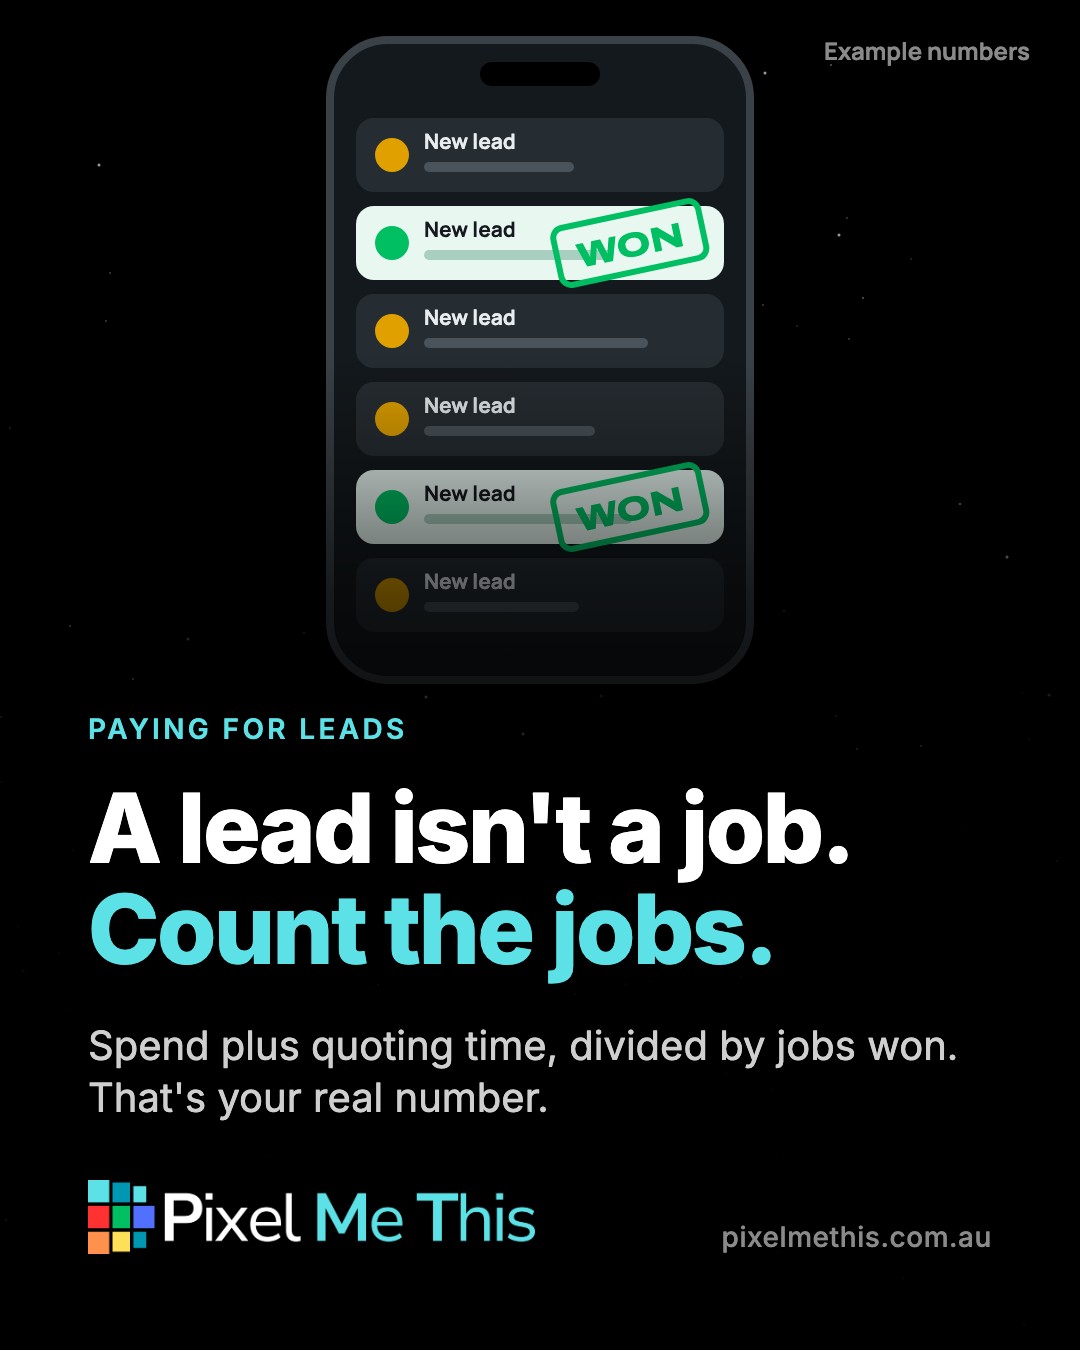 Example numbers
New lead
New lead
WON
New lead
New lead
New lead
WON
New lead
PAYING FOR LEADS
A lead isn't a job.
Count the jobs.
Spend plus quoting time, divided by jobs won.
That's your real number.
Pixel Me This
pixelmethis.com.au